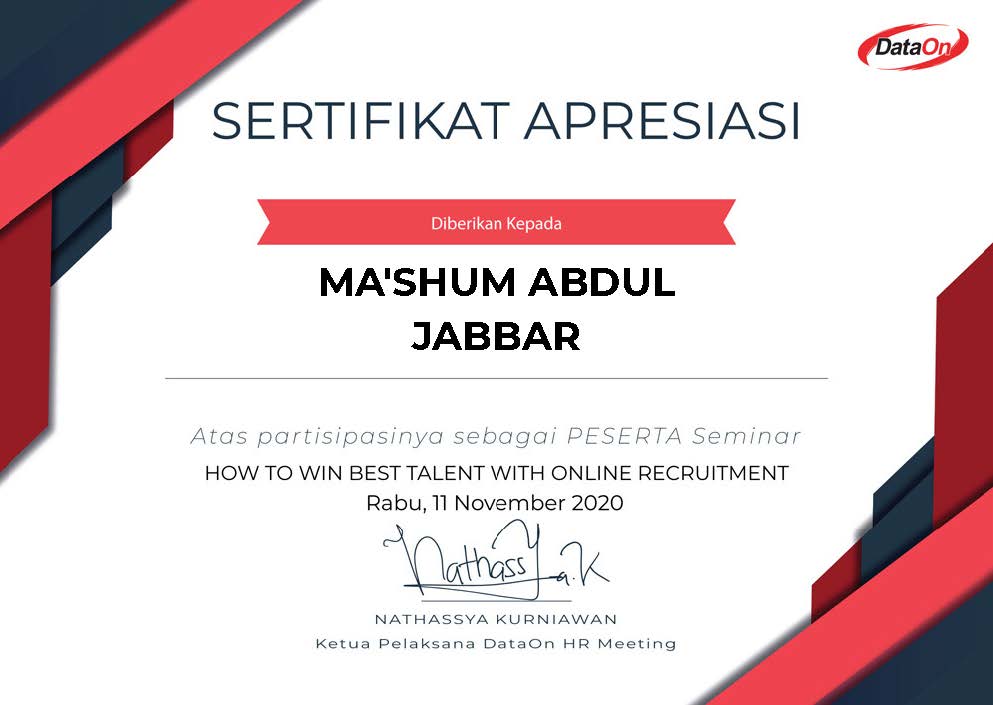 DataOn
SERTIFIKAT APRESIASI
Diberikan Kepada
MA'SHUM ABDUL
JABBAR
Atas partisipasinya sebagai PESERTA Seminar
HOW TO WIN BEST TALENT WITH ONLINE RECRUITMENT
Rabu, 11 November 2020
Nathassya.K
NATHASSYA KURNIAWAN
Ketua Pelaksana DataOn HR Meeting